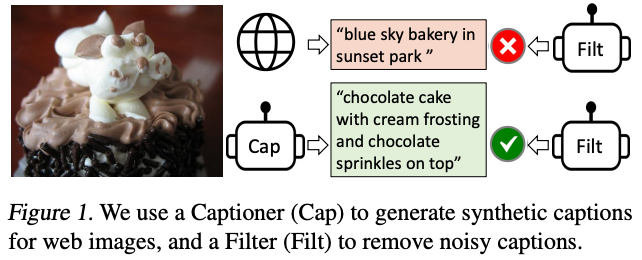 “blue sky bakery in
sunset park ”
Filt
“chocolate cake
with cream frosting
and chocolate
sprinkles on top”
Cap
Filt
Figure 1. We use a Captioner (Cap) to generate synthetic captions
for web images, and a Filter (Filt) to remove noisy captions.